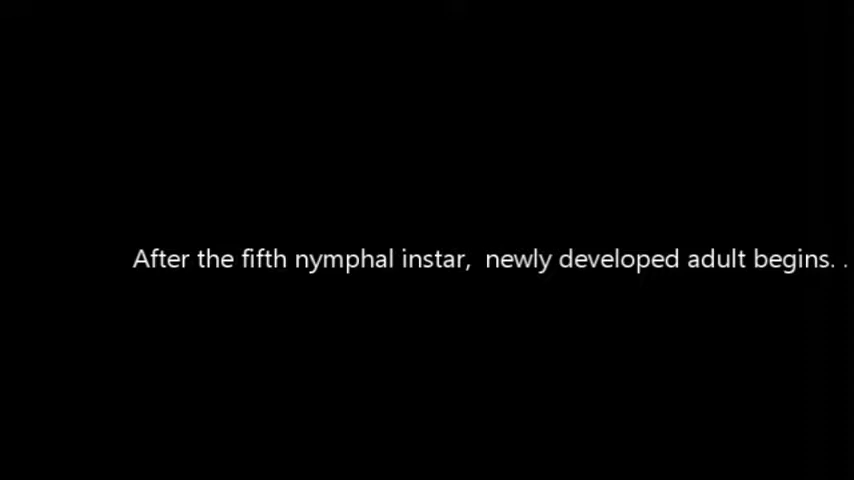 After the fifth nymphal instar,  newly developed adult begins. .